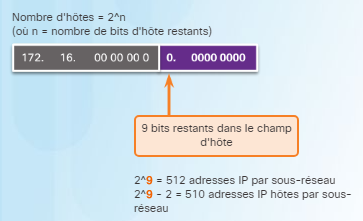 Nombre d'hôtes = 2^n
(où n = nombre de bits d'hôte restants)
172. 16. 00 00 00 0 0. 0000 0000
9 bits restants dans le champ
d'hôte
2^9 = 512 adresses IP par sous-réseau
2^9 - 2 = 510 adresses IP hôtes par sous-
réseau